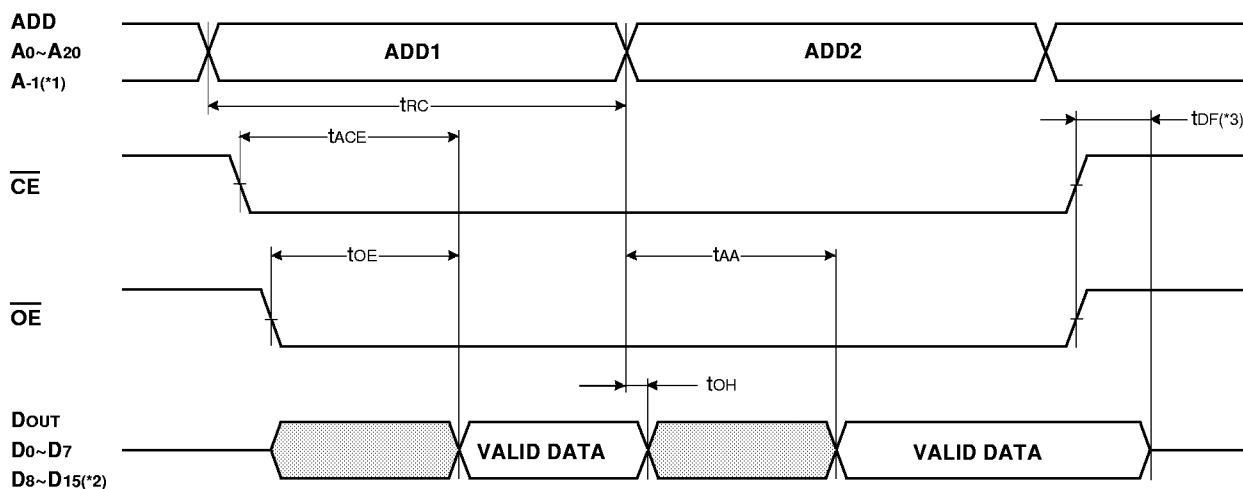 ADD
A0~A20
A-1(*1)
ADD1
ADD2
tRC
tACE
tDF(*3)
CE
tOE
tAA
OE
tOH
DOUT
D0~D7
D8~D15(*2)
VALID DATA
VALID DATA